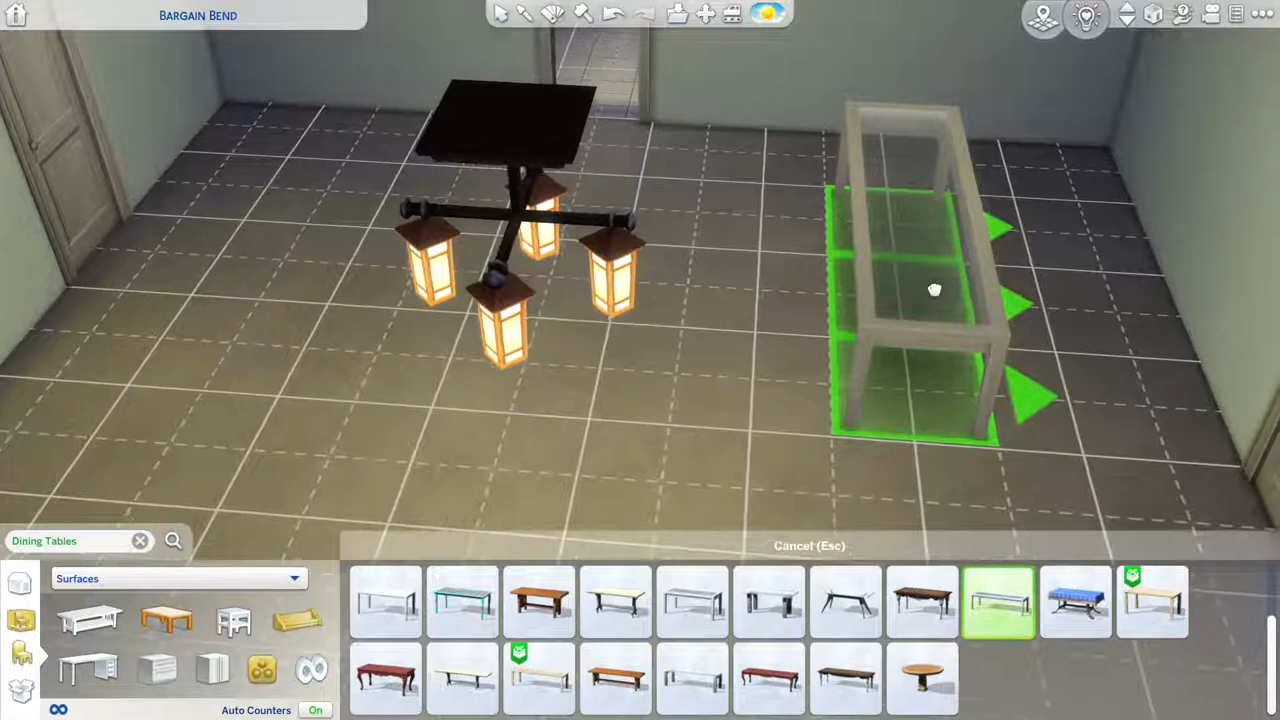 BARGAIN BEND
Dining Tables
Cancel (Esc)
Surfaces
Auto Counters
On